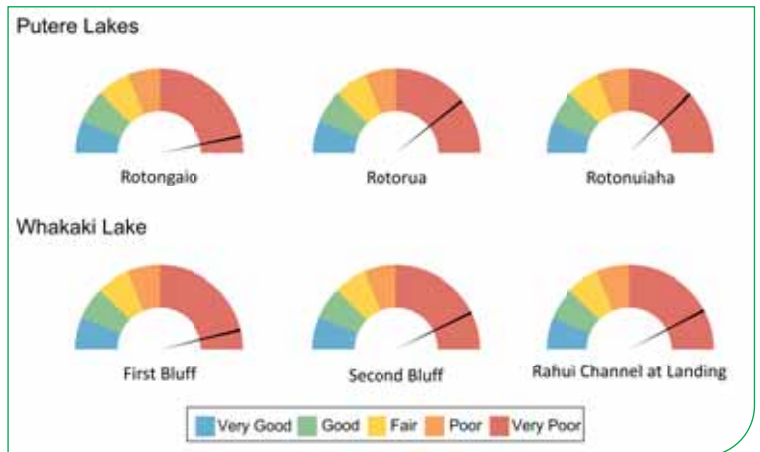 Putere Lakes
Rotongaio
Rotorua
Rotonuiaha
Whakaki Lake
First Bluff
Second Bluff
Rahui Channel at Landing
Very Good
Good
Fair
Poor
Very Poor